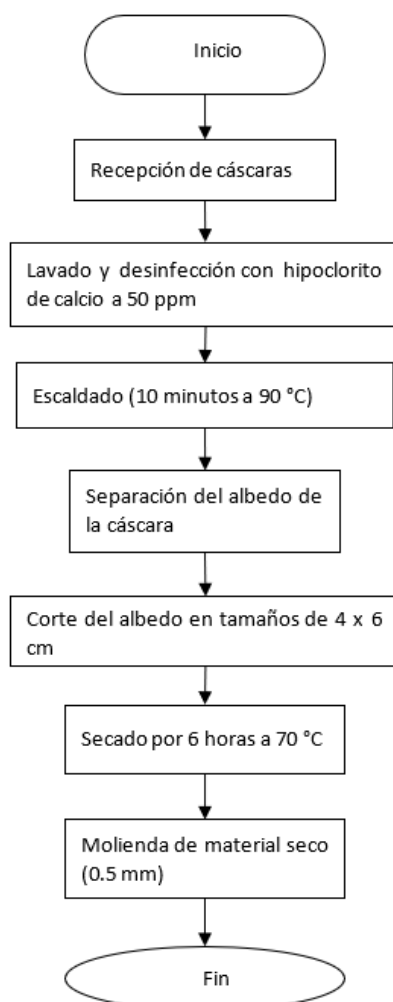 Inicio
Recepción de cáscaras
Lavado y desinfección con hipoclorito
de calcio a 50 ppm
Escaldado (10 minutos a 90 °C)
Separación del albedo de
la cáscara
Corte del albedo en tamaños de 4 x 6
cm
Secado por 6 horas a 70 °C
Molienda de material seco
(0.5 mm)
Fin